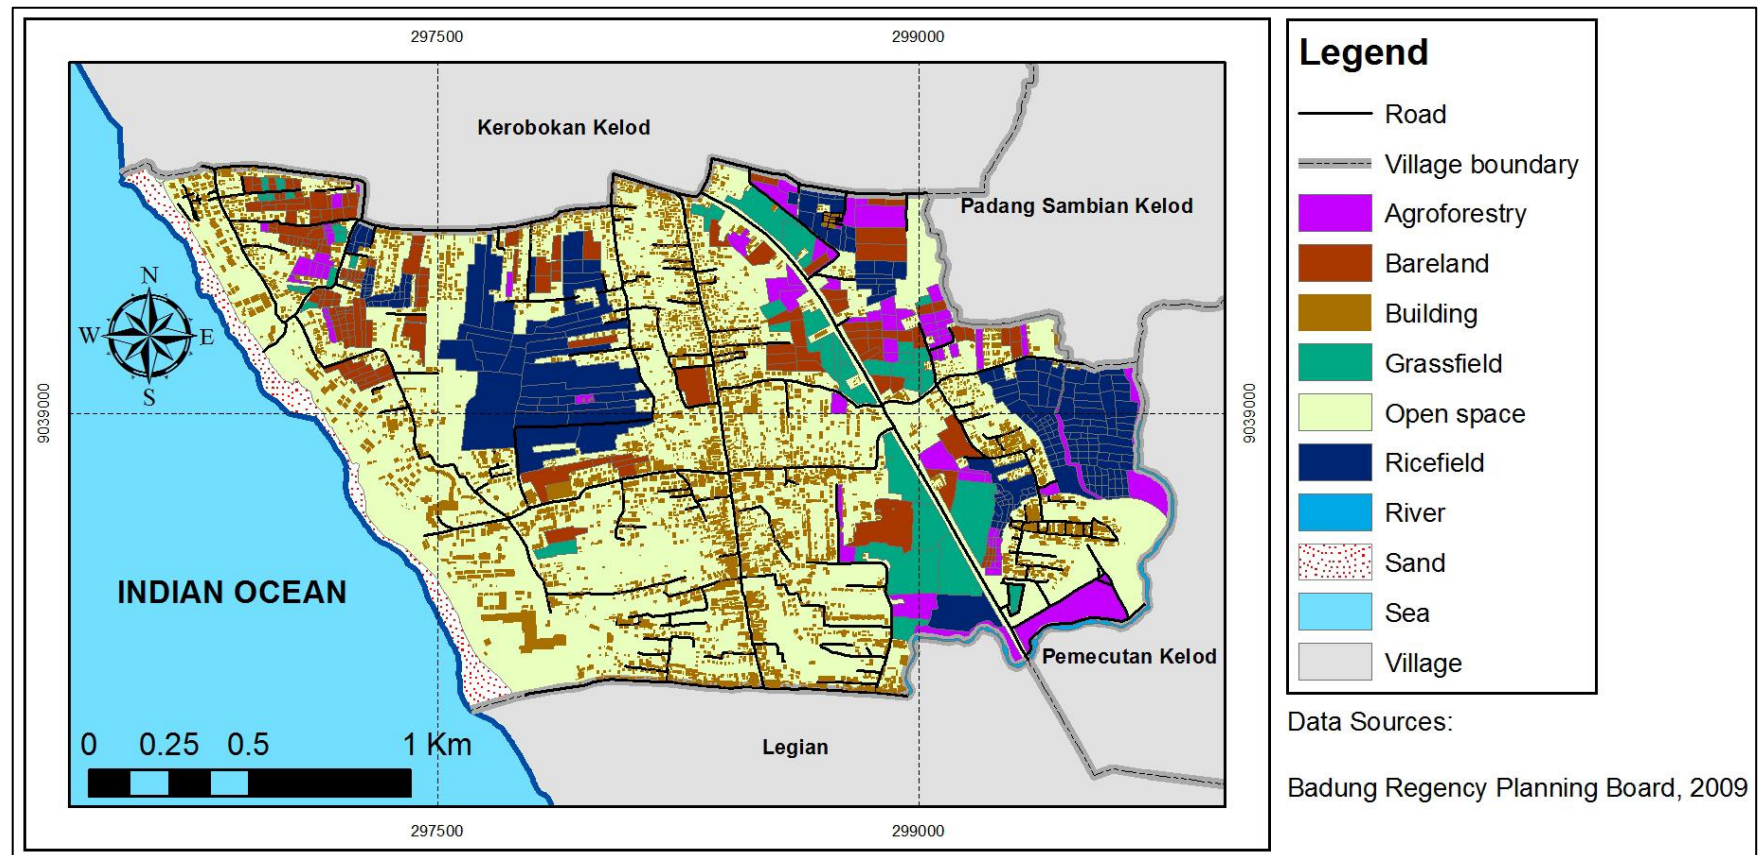 297500 299000
Kerobokan Kelod
Padang Sambian Kelod
N
W E
S
9039000
9039000
INDIAN OCEAN
Pemecutan Kelod
Legian
0 0.25 0.5 1 Km
297500 299000
Legend
Road
Village boundary
Agroforestry
Bareland
Building
Grassfield
Open space
Ricefield
River
Sand
Sea
Village
Data Sources:
Badung Regency Planning Board, 2009